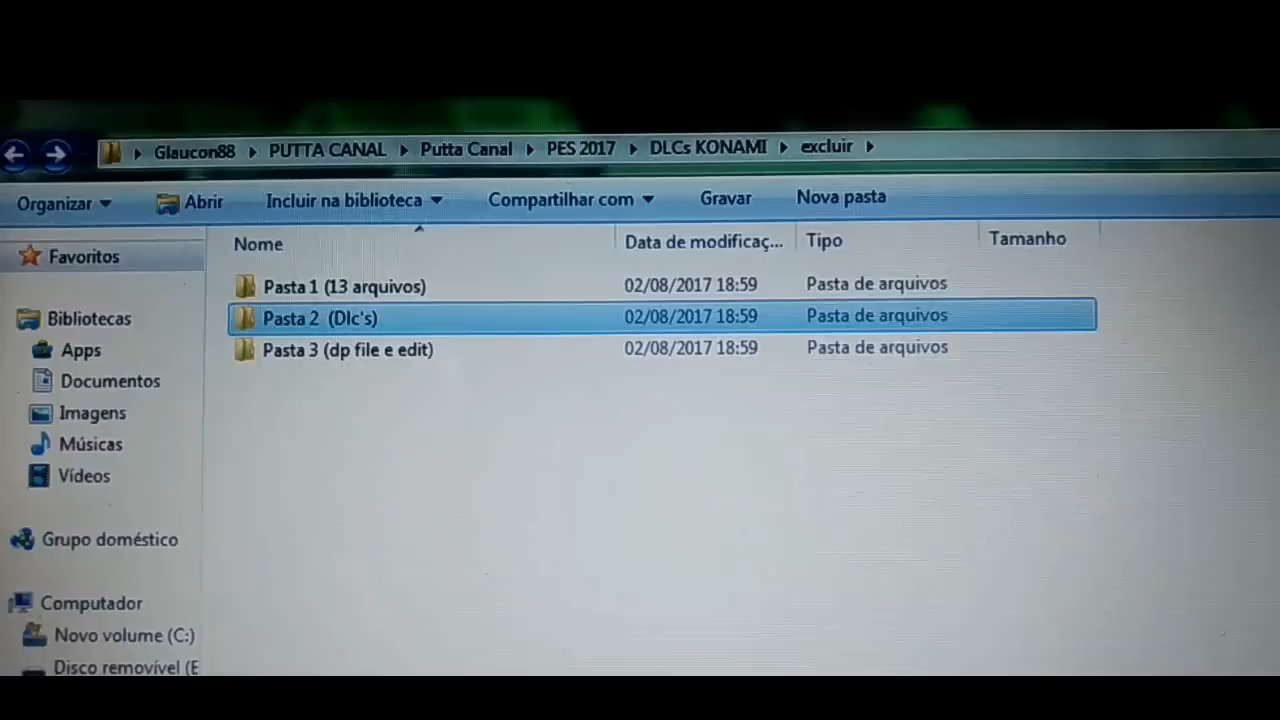 Glaucon88 PUTTA CANAL Putta Canal PES 2017 DLCs KONAMI excluir
Organizar Abrir Incluir na biblioteca Compartilhar com Gravar Nova pasta
Nome Data de modificaç... Tipo Tamanho
Favoritos
Pasta 1 (13 arquivos) 02/08/2017 18:59 Pasta de arquivos
Pasta 2 (Dlc's) 02/08/2017 18:59 Pasta de arquivos
Pasta 3 (dp file e edit) 02/08/2017 18:59 Pasta de arquivos
Bibliotecas
Apps
Documentos
Imagens
Músicas
Vídeos
Grupo doméstico
Computador
Novo volume (C:)
Disco removível (E